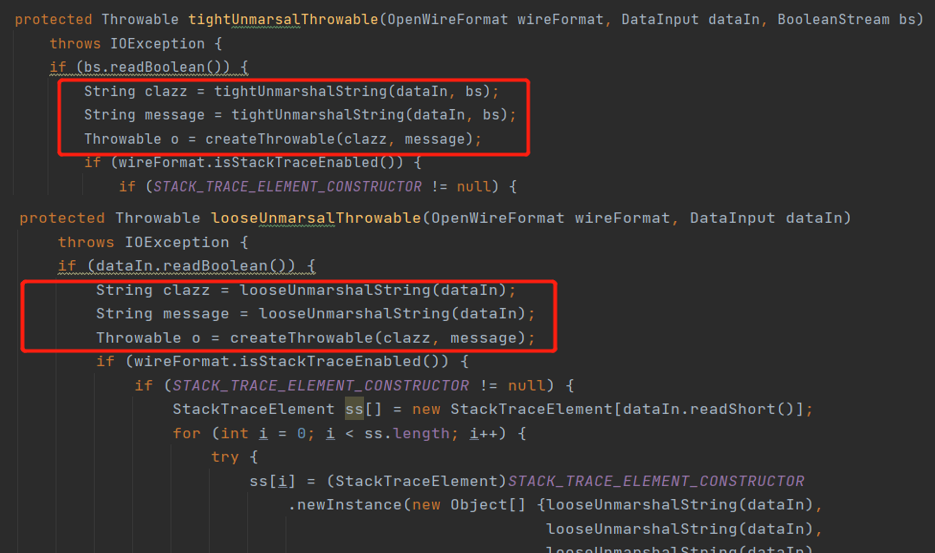 protected Throwable tightUnmarsalThrowable(OpenWireFormat wireFormat, DataInput dataIn, BooleanStream bs)
throws IOException {
if (bs.readBoolean()) {
String clazz = tightUnmarshalString(dataIn, bs);
String message = tightUnmarshalString(dataIn, bs);
Throwable o = createThrowable(clazz, message);
if (wireFormat.isStackTraceEnabled()) {
if (STACK_TRACE_ELEMENT_CONSTRUCTOR != null) {
protected Throwable looseUnmarsalThrowable(OpenWireFormat wireFormat, DataInput dataIn)
throws IOException {
if (dataIn.readBoolean()) {
String clazz = looseUnmarshalString(dataIn);
String message = looseUnmarshalString(dataIn);
Throwable o = createThrowable(clazz, message);
if (wireFormat.isStackTraceEnabled()) {
if (STACK_TRACE_ELEMENT_CONSTRUCTOR != null) {
StackTraceElement ss[] = new StackTraceElement[dataIn.readShort()];
for (int i = 0; i < ss.length; i++) {
try {
ss[i] = (StackTraceElement)STACK_TRACE_ELEMENT_CONSTRUCTOR
.newInstance(new Object[] {looseUnmarshalString(dataIn),
looseUnmarshalString(dataIn),
looseUnmarshalString(dataIn)